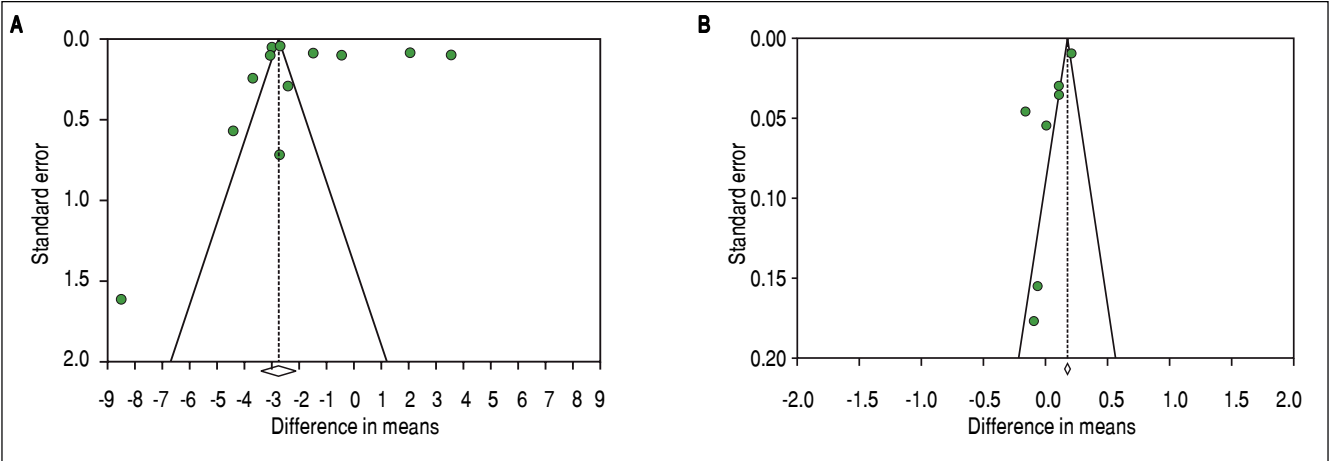 A
0.0
0.5
1.0
1.5
2.0
Standard error
-9 -8 -7 -6 -5 -4 -3 -2 -1 0 1 2 3 4 5 6 7 8 9
Difference in means
B
0.00
0.05
0.10
0.15
0.20
Standard error
-2.0 -1.5 -1.0 -0.5 0.0 0.5 1.0 1.5 2.0
Difference in means